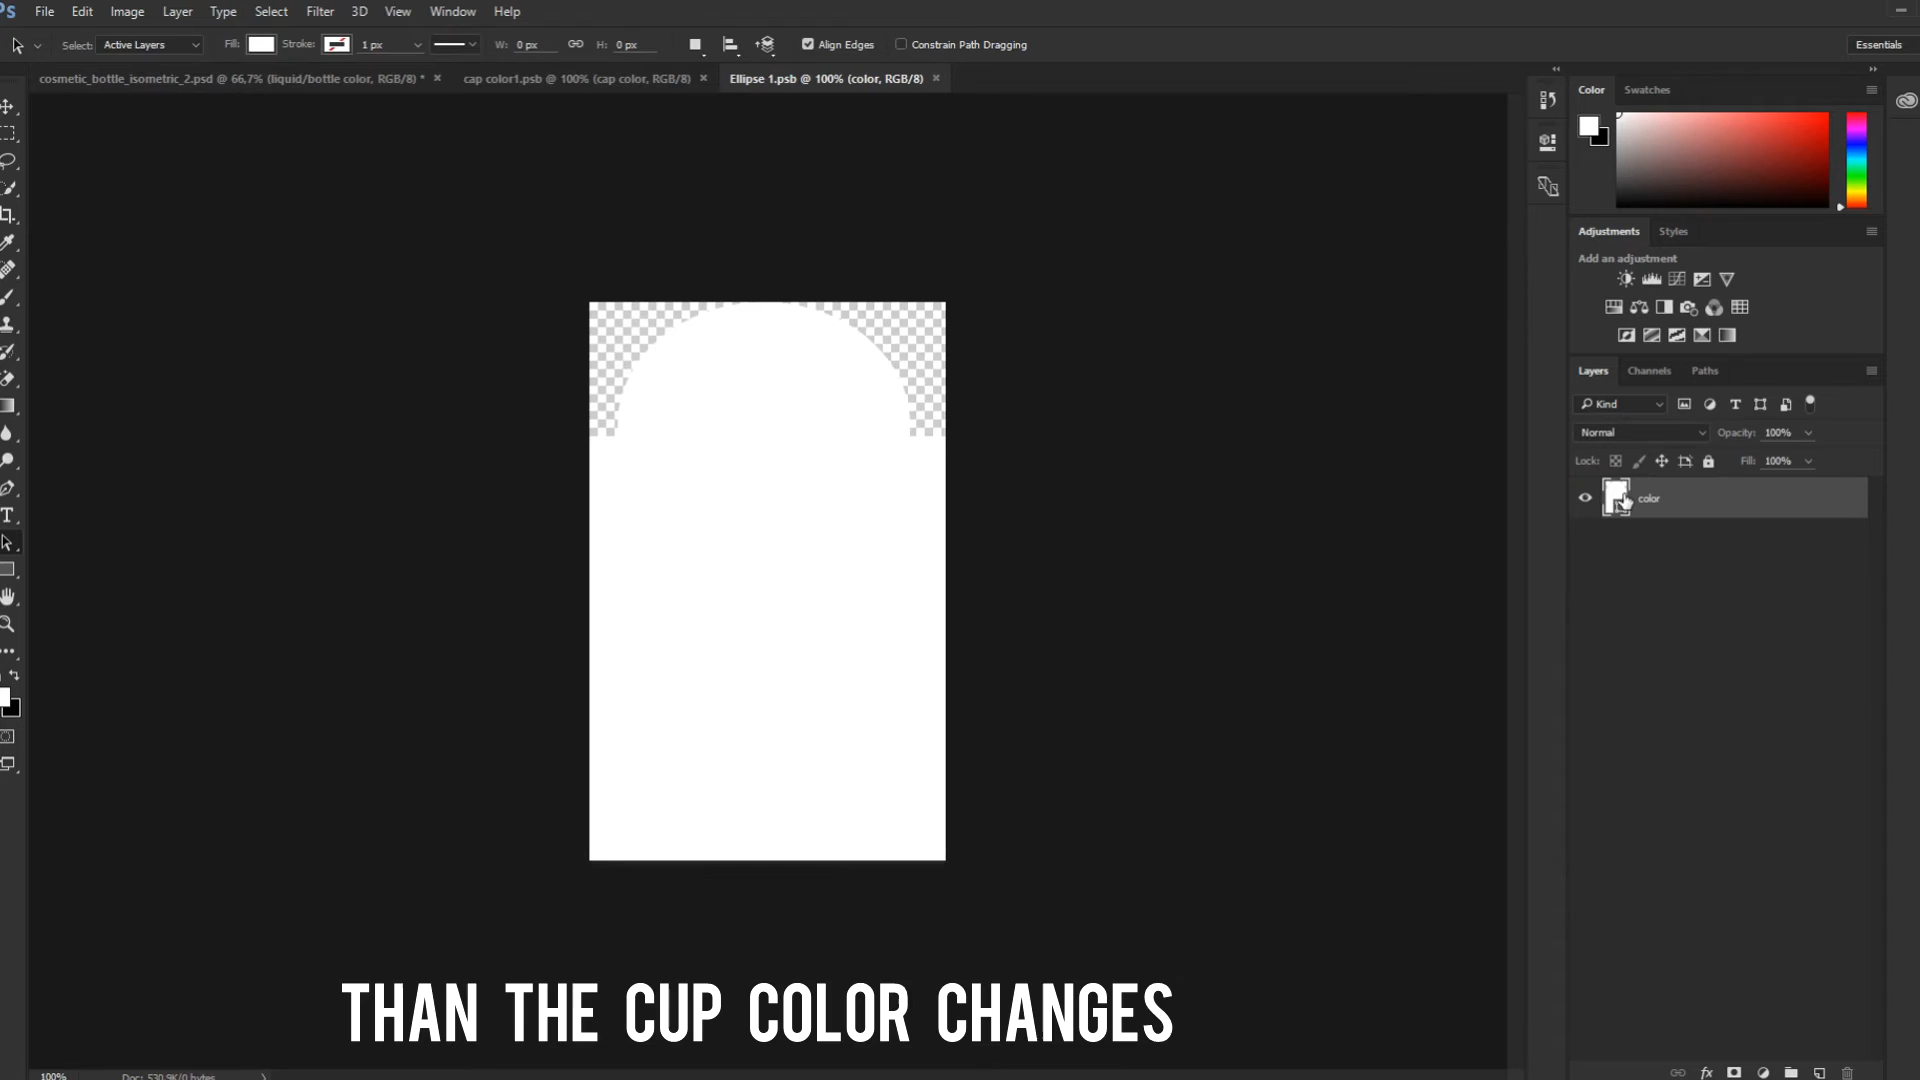 PS File Edit Image Layer Type Select Filter 3D View Window Help
Select: Active Layers Fill: Stroke: 1 px W: 0 px H: 0 px Align Edges Constrain Path Dragging Essentials
cosmetic_bottle_isometric_2.psd @ 66,7% (liquid/bottle color, RGB/8) * × cap color1.psb @ 100% (cap color, RGB/8) × Ellipse 1.psb @ 100% (color, RGB/8) ×
Color Swatches
Adjustments Styles
Add an adjustment
Layers Channels Paths
Kind
Normal Opacity: 100%
Lock: Fill: 100%
color
THAN THE CUP COLOR CHANGES
100% Doc: 530,9K/0 bytes